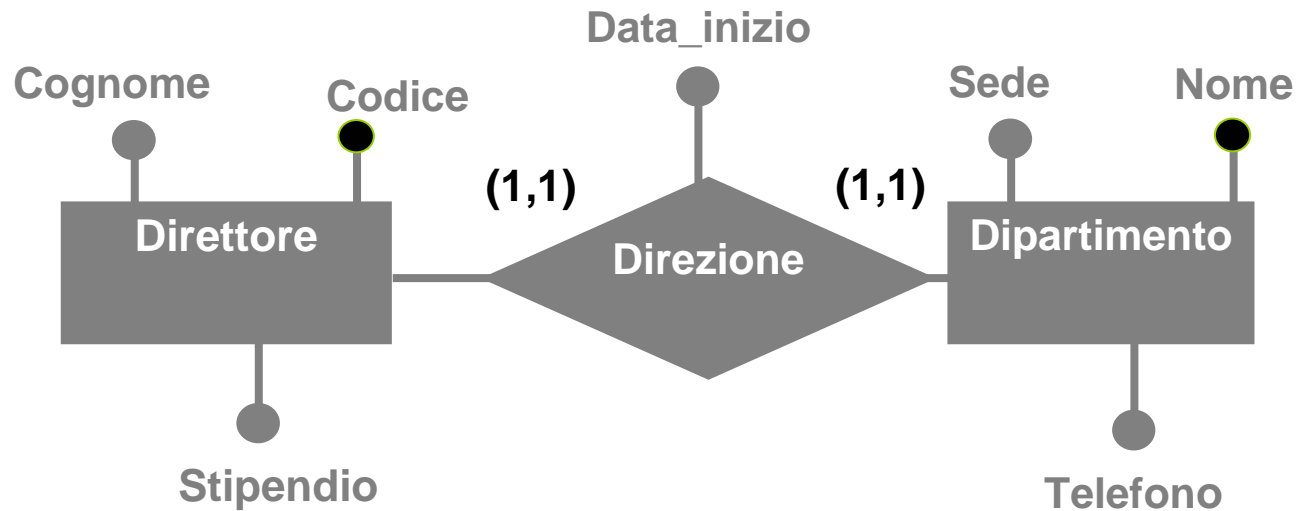 Data_inizio
Cognome
Codice
Sede
Nome
(1,1)
(1,1)
Direttore
Direzione
Dipartimento
Stipendio
Telefono